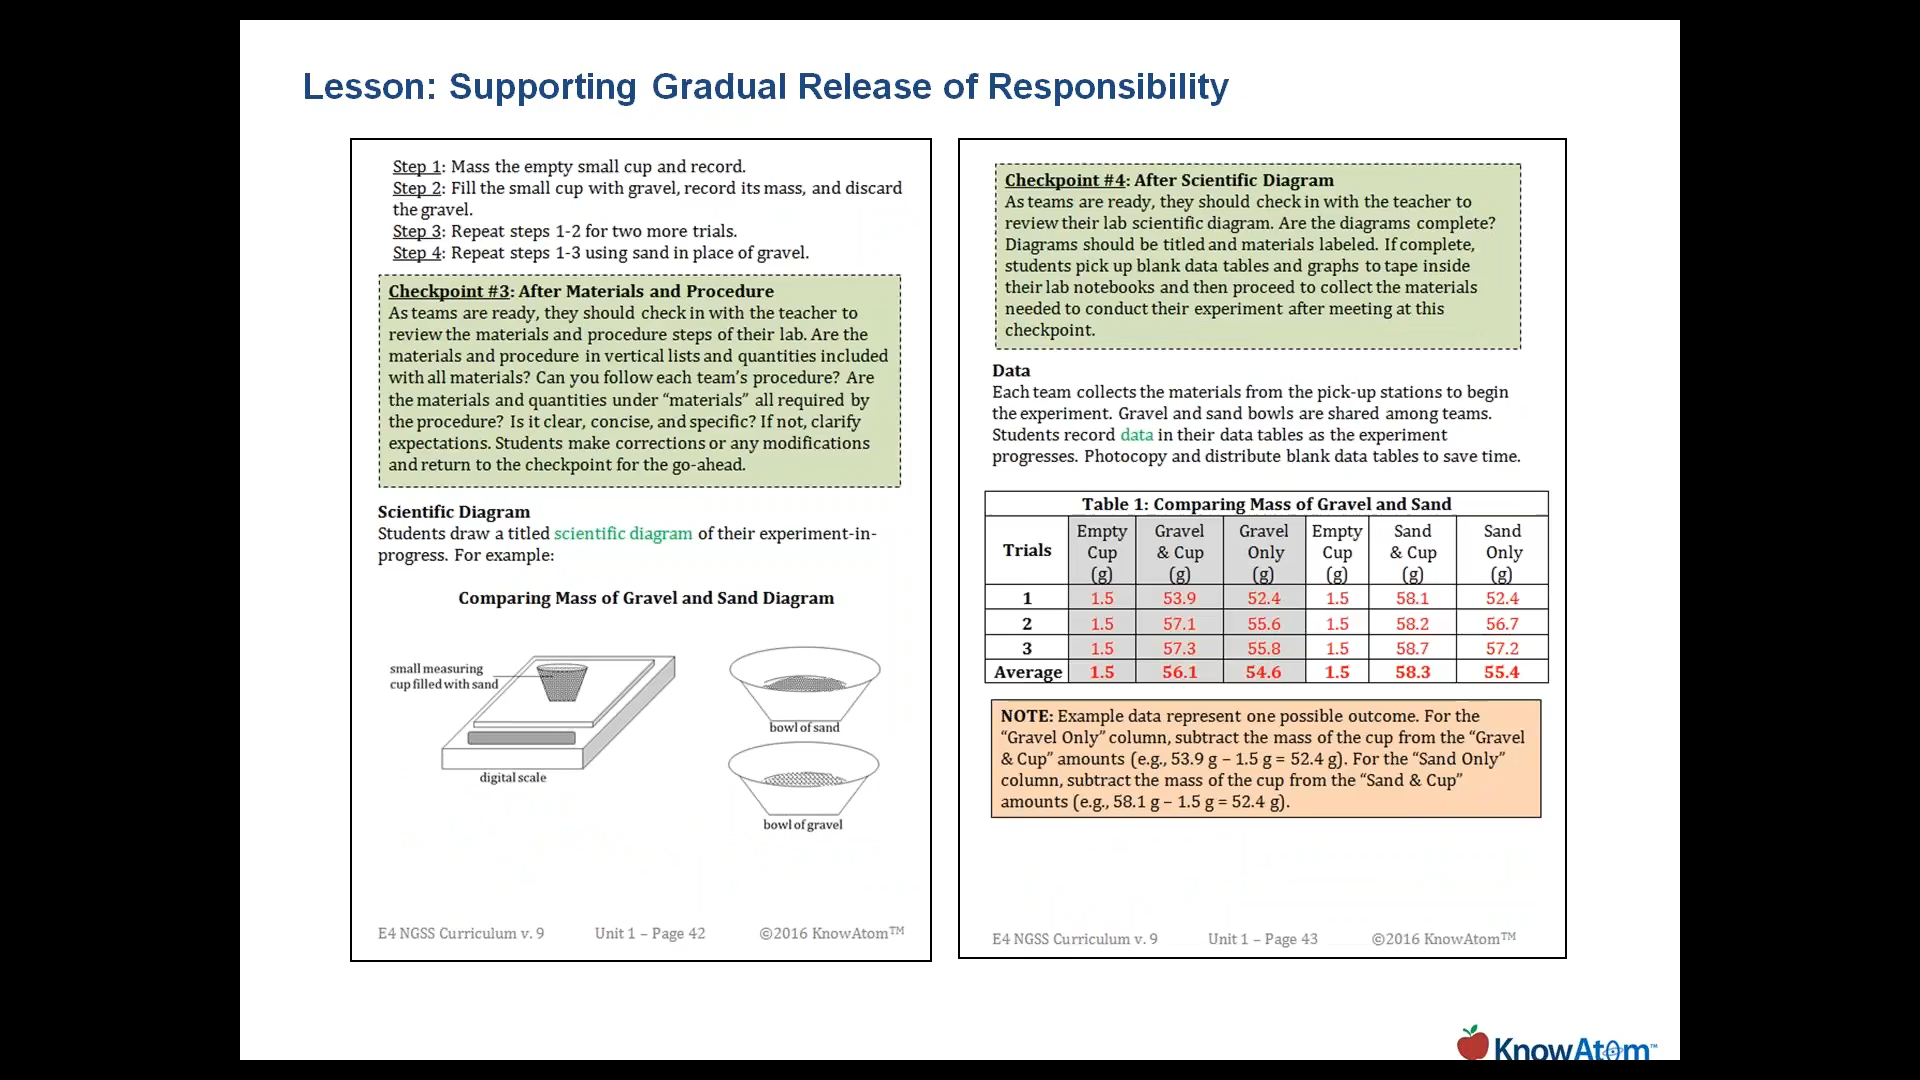 Lesson: Supporting Gradual Release of Responsibility
Step 1: Mass the empty small cup and record.
Step 2: Fill the small cup with gravel, record its mass, and discard
the gravel.
Step 3: Repeat steps 1-2 for two more trials.
Step 4: Repeat steps 1-3 using sand in place of gravel.
Checkpoint #3: After Materials and Procedure
As teams are ready, they should check in with the teacher to
review the materials and procedure steps of their lab. Are the
materials and procedure in vertical lists and quantities included
with all materials? Can you follow each team's procedure? Are
the materials and quantities under “materials” all required by
the procedure? Is it clear, concise, and specific? If not, clarify
expectations. Students make corrections or any modifications
and return to the checkpoint for the go-ahead.
Scientific Diagram
Students draw a titled scientific diagram of their experiment-in-
progress. For example:
Comparing Mass of Gravel and Sand Diagram
small measuring
cup filled with sand
digital scale
bowl of sand
bowl of gravel
E4 NGSS Curriculum v. 9 Unit 1 – Page 42 ©2016 KnowAtom™
Checkpoint #4: After Scientific Diagram
As teams are ready, they should check in with the teacher to
review their lab scientific diagram. Are the diagrams complete?
Diagrams should be titled and materials labeled. If complete,
students pick up blank data tables and graphs to tape inside
their lab notebooks and then proceed to collect the materials
needed to conduct their experiment after meeting at this
checkpoint.
Data
Each team collects the materials from the pick-up stations to begin
the experiment. Gravel and sand bowls are shared among teams.
Students record data in their data tables as the experiment
progresses. Photocopy and distribute blank data tables to save time.
Table 1: Comparing Mass of Gravel and Sand
Trials Empty Cup (g) Gravel & Cup (g) Gravel Only (g) Empty Cup (g) Sand & Cup (g) Sand Only (g)
1 1.5 53.9 52.4 1.5 58.1 52.4
2 1.5 57.1 55.6 1.5 58.2 56.7
3 1.5 57.3 55.8 1.5 58.7 57.2
Average 1.5 56.1 54.6 1.5 58.3 55.4
NOTE: Example data represent one possible outcome. For the
“Gravel Only” column, subtract the mass of the cup from the “Gravel
& Cup” amounts (e.g., 53.9 g – 1.5 g = 52.4 g). For the “Sand Only”
column, subtract the mass of the cup from the “Sand & Cup”
amounts (e.g., 58.1 g – 1.5 g = 52.4 g).
E4 NGSS Curriculum v. 9 Unit 1 – Page 43 ©2016 KnowAtom™
KnowAtom™